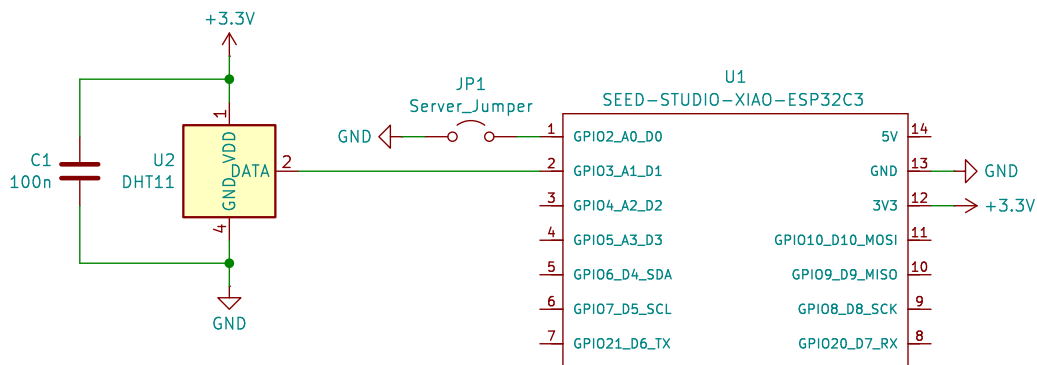 +3.3V
C1
100n
U2
DHT11
1
VDD
DATA
2
GND
4
GND
JP1
Server_Jumper
GND
U1
SEED-STUDIO-XIAO-ESP32C3
1 GPIO2_A0_D0 5V 14
2 GPIO3_A1_D1 GND 13 GND
3 GPIO4_A2_D2 3V3 12 +3.3V
4 GPIO5_A3_D3 GPIO10_D10_MOSI 11
5 GPIO6_D4_SDA GPIO9_D9_MISO 10
6 GPIO7_D5_SCL GPIO8_D8_SCK 9
7 GPIO21_D6_TX GPIO20_D7_RX 8